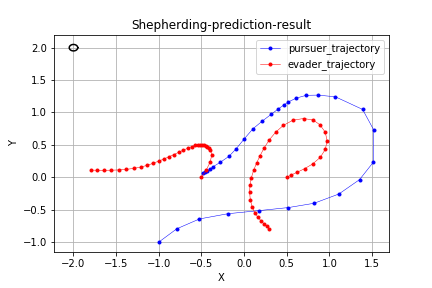 Shepherding-prediction-result
pursuer_trajectory
evader_trajectory
2.0
1.5
1.0
0.5
0.0
−0.5
−1.0
Y
−2.0 −1.5 −1.0 −0.5 0.0 0.5 1.0 1.5
X